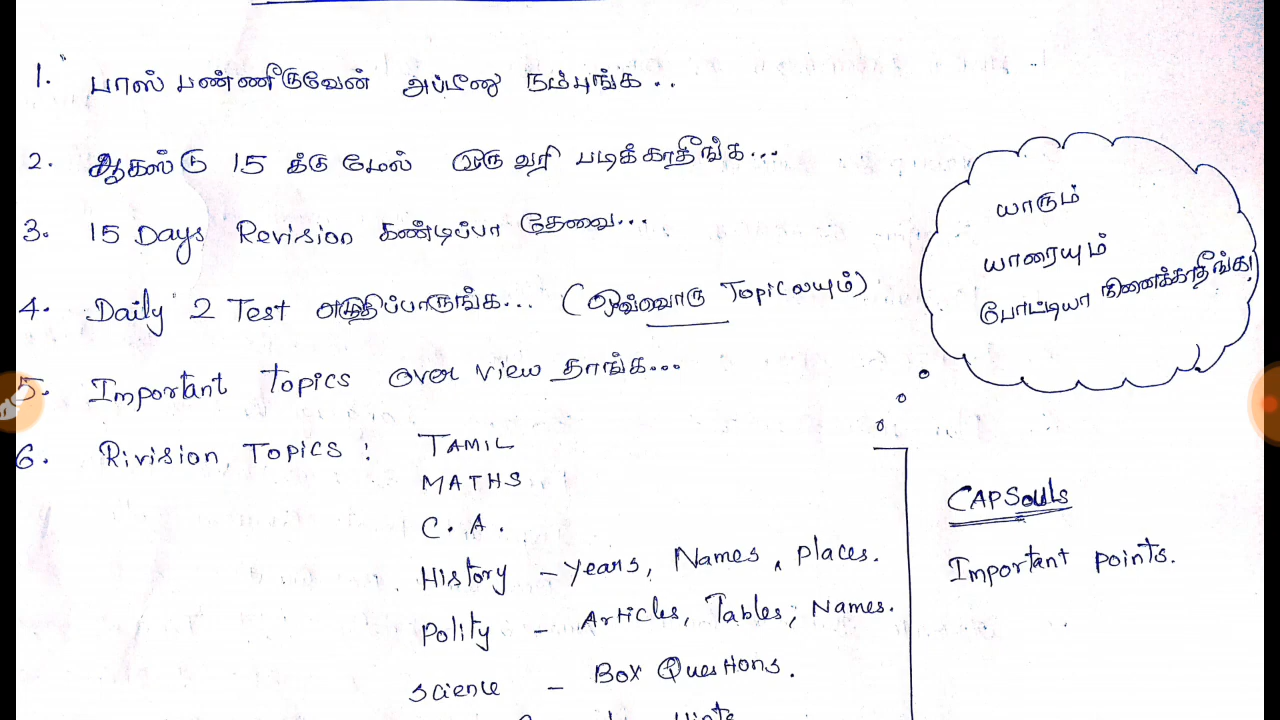 1. பாஸ் பண்ணீருவேன் அப்டீனு நம்புங்க..
2. ஆகஸ்டு 15 க்கு மேல் ஒரு வரி படிக்காதீங்க...
3. 15 Days Revision கண்டிப்பா தேவை...
4. Daily 2 Test எழுதிப்பாருங்க... (ஒவ்வொரு Topicலயும்)
5. Important Topics over view தாங்க...
6. Rivision Topics : TAMIL
MATHS
C.A.
History - Years, Names, places.
Polity - Articles, Tables, Names.
science - Box Questions.
Hints
யாரும்
யாரையும்
போட்டியா நினைக்காதீங்க!
CAPSouls
Important points.